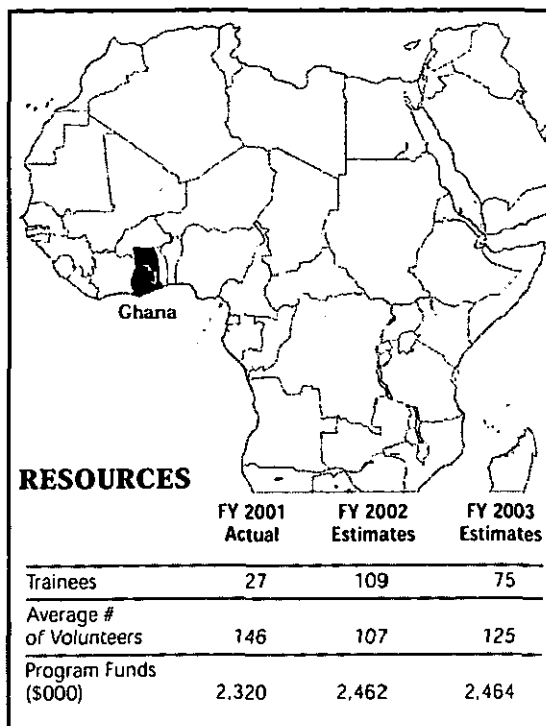 Ghana
RESOURCES
FY 2001 FY 2002 FY 2003
Actual Estimates Estimates
Trainees 27 109 75
Average #
of Volunteers 146 107 125
Program Funds
($000) 2,320 2,462 2,464